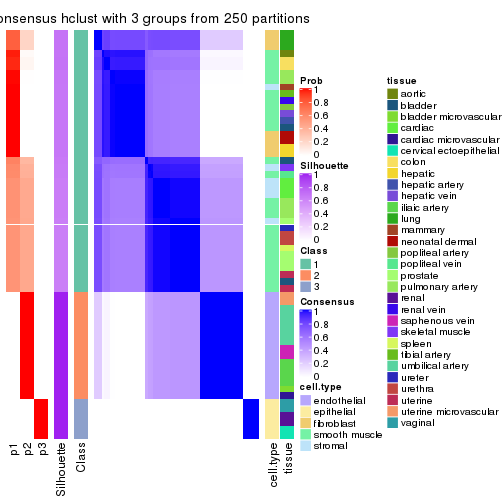 onsensus hclust with 3 groups from 250 partitions
p1
p2
p3
Silhouette
Class
cell.type
tissue
Prob
1
0.8
0.6
0.4
0.2
0
Silhouette
1
0.8
0.6
0.4
0.2
0
Class
1
2
3
Consensus
1
0.8
0.6
0.4
0.2
0
cell.type
endothelial
epithelial
fibroblast
smooth muscle
stromal
tissue
aortic
bladder
bladder microvascular
cardiac
cardiac microvascular
cervical ectoepithelial
colon
hepatic
hepatic artery
hepatic vein
iliaic artery
lung
mammary
neonatal dermal
popliteal artery
popliteal vein
prostate
pulmonary artery
renal
renal vein
saphenous vein
skeletal muscle
spleen
tibial artery
umbilical artery
ureter
urethra
uterine
uterine microvascular
vaginal